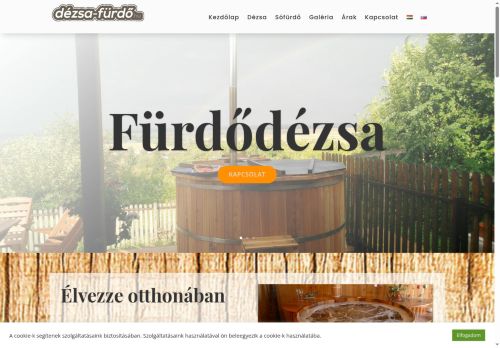 dézsa-fürdő
Kezdőlap Dézsa Sófürdő Galéria Árak Kapcsolat
Fürdődézsa
KAPCSOLAT
Élvezze otthonában
A cookie-k segítenek szolgáltatásaink biztosításában. Szolgáltatásaink használatával ön beleegyezik a cookie-k használatába.
Elfogadom